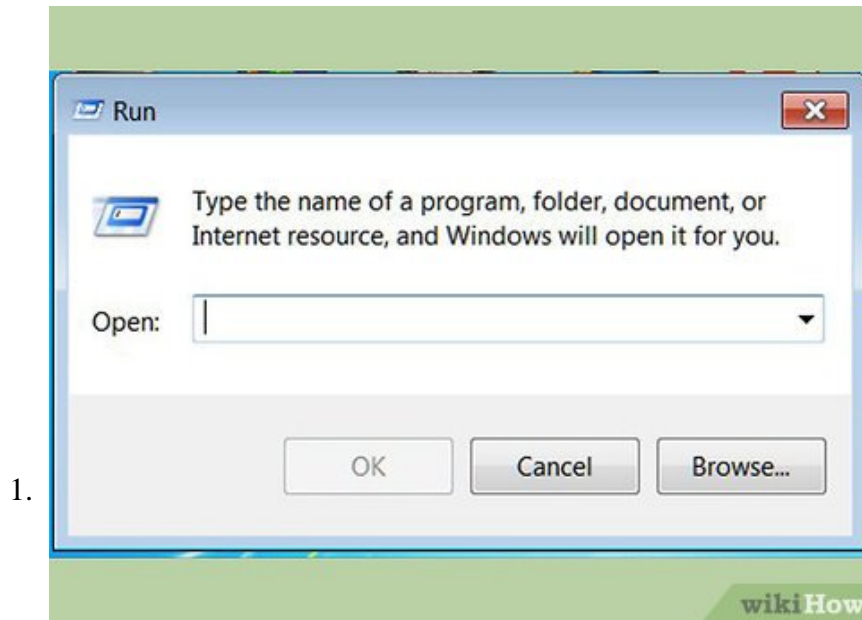 Run
Type the name of a program, folder, document, or
Internet resource, and Windows will open it for you.
Open:
OK Cancel Browse...
1.
wikiHow